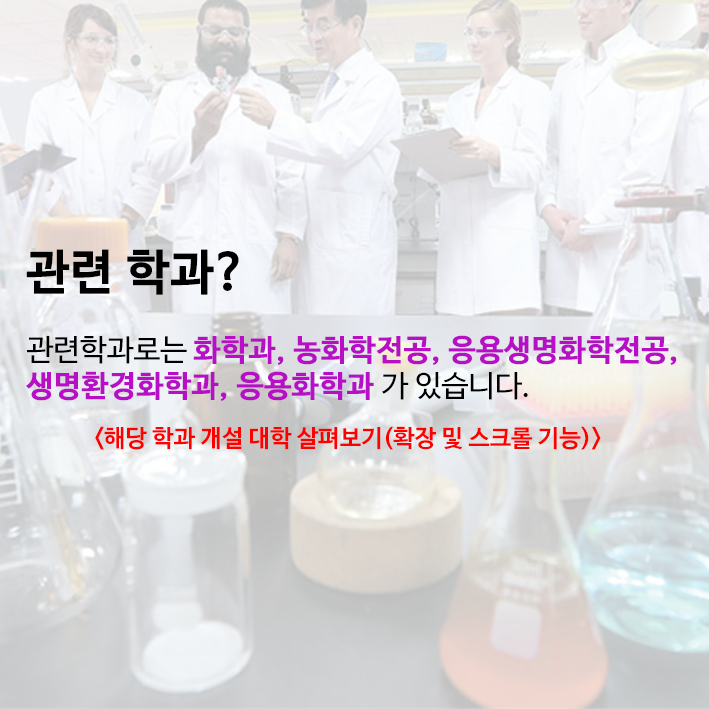 관련 학과?
관련학과로는 화학과, 농화학전공, 응용생명화학전공,
생명환경화학과, 응용화학과 가 있습니다.
<해당 학과 개설 대학 살펴보기(확장 및 스크롤 기능)>